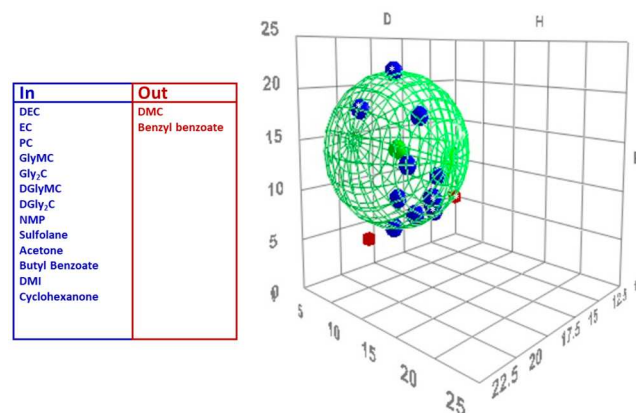 In Out
DEC DMC
EC Benzyl benzoate
PC
GlyMC
Gly₂C
DGlyMC
DGly₂C
NMP
Sulfolane
Acetone
Butyl Benzoate
DMI
Cyclohexanone
D H
25
20
15
10
5
0
5 10 15 20 25
22.5 20 17.5 15 12.5